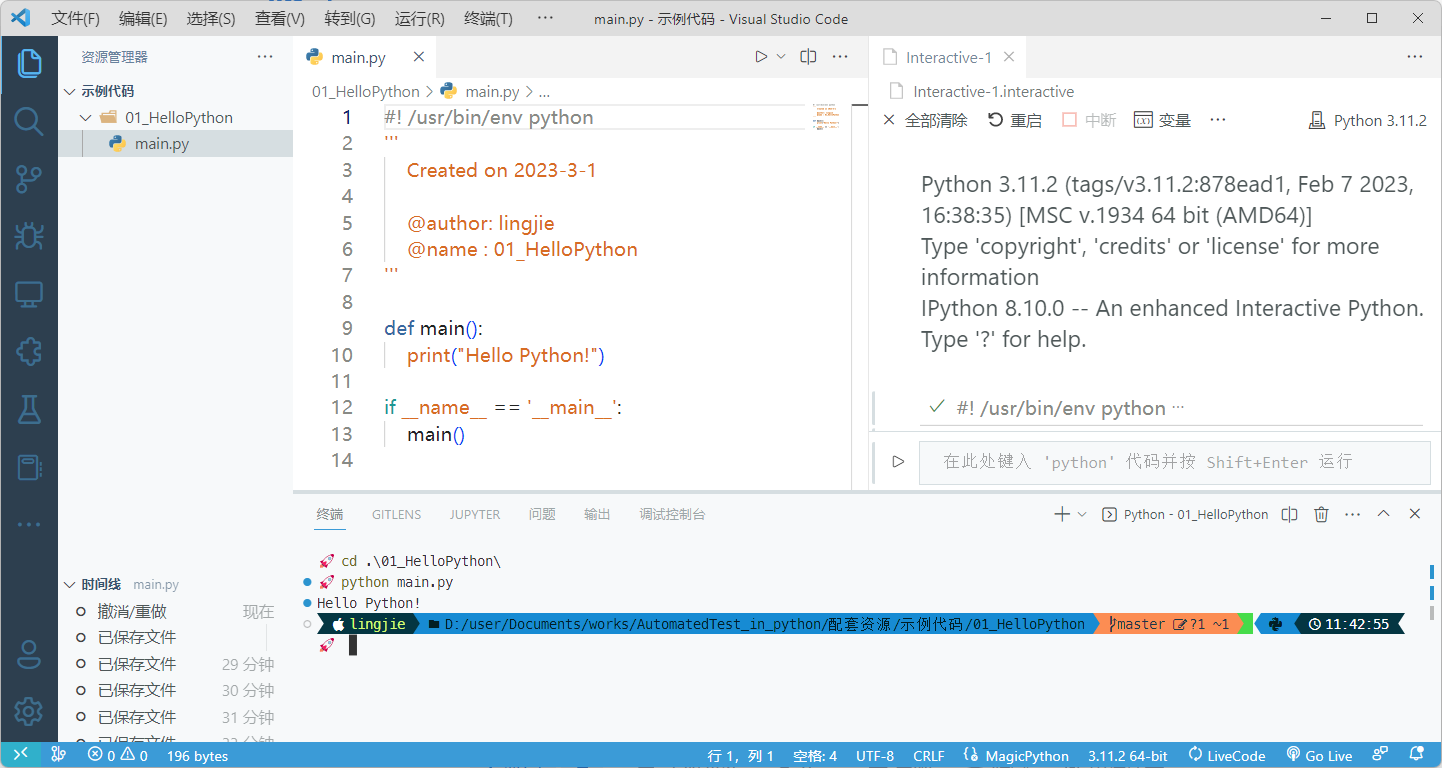 文件(F) 编辑(E) 选择(S) 查看(V) 转到(G) 运行(R) 终端(T) ··· main.py - 示例代码 - Visual Studio Code
资源管理器 ···
示例代码
01_HelloPython
main.py
时间线 main.py
撤消/重做 现在
已保存文件
已保存文件 29 分钟
已保存文件 30 分钟
已保存文件 31 分钟
main.py
01_HelloPython > main.py > ...
1 #! /usr/bin/env python
2 '''
3 Created on 2023-3-1
4
5 @author: lingjie
6 @name : 01_HelloPython
7 '''
8
9 def main():
10 print("Hello Python!")
11
12 if __name__ == '__main__':
13 main()
14
Interactive-1
Interactive-1.interactive
全部清除 重启 中断 变量 ··· Python 3.11.2
Python 3.11.2 (tags/v3.11.2:878ead1, Feb 7 2023,
16:38:35) [MSC v.1934 64 bit (AMD64)]
Type 'copyright', 'credits' or 'license' for more
information
IPython 8.10.0 -- An enhanced Interactive Python.
Type '?' for help.
#! /usr/bin/env python ···
在此处键入 'python' 代码并按 Shift+Enter 运行
终端 GITLENS JUPYTER 问题 输出 调试控制台 Python - 01_HelloPython
cd .\01_HelloPython\
python main.py
Hello Python!
lingjie D:/user/Documents/works/AutomatedTest_in_python/配套资源/示例代码/01_HelloPython master ?1 ~1 11:42:55
0 0 196 bytes 行 1，列 1 空格: 4 UTF-8 CRLF MagicPython 3.11.2 64-bit LiveCode Go Live